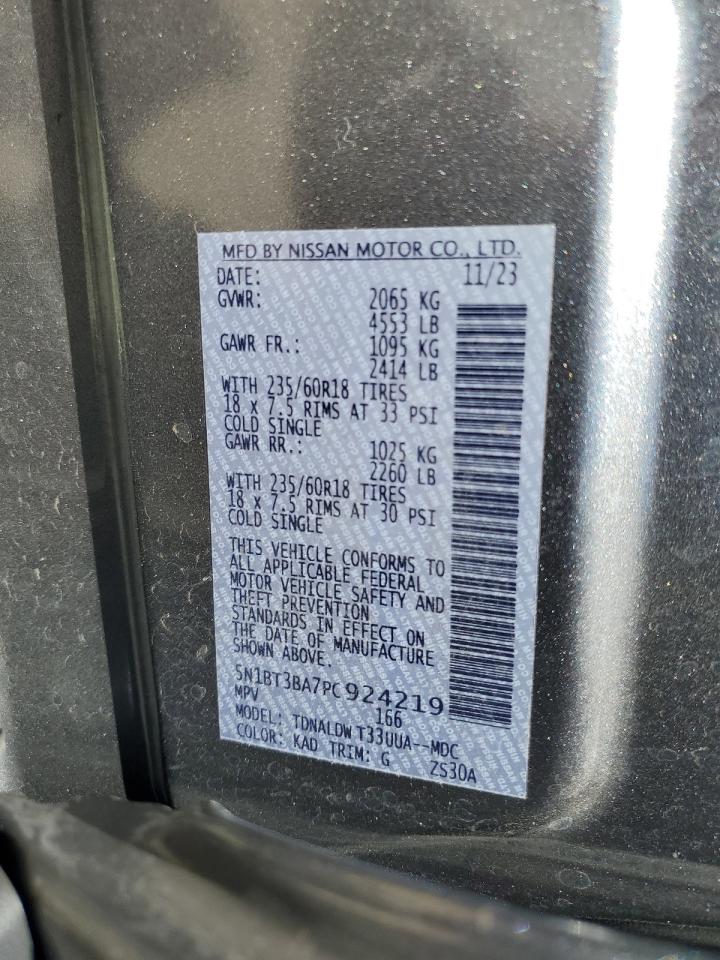 MFD BY NISSAN MOTOR CO., LTD.
DATE: 11/23
GVWR: 2065 KG
4553 LB
GAWR FR.: 1095 KG
2414 LB
WITH 235/60R18 TIRES
18 x 7.5 RIMS AT 33 PSI
COLD SINGLE
GAWR RR.: 1025 KG
2260 LB
WITH 235/60R18 TIRES
18 x 7.5 RIMS AT 30 PSI
COLD SINGLE
THIS VEHICLE CONFORMS TO
ALL APPLICABLE FEDERAL
MOTOR VEHICLE SAFETY AND
THEFT PREVENTION
STANDARDS IN EFFECT ON
THE DATE OF MANUFACTURE
SHOWN ABOVE.
5N1BT3BA7PC924219
MPV 166
MODEL: TDNALDW T33UUA--MDC
COLOR: KAD TRIM: G ZS30A